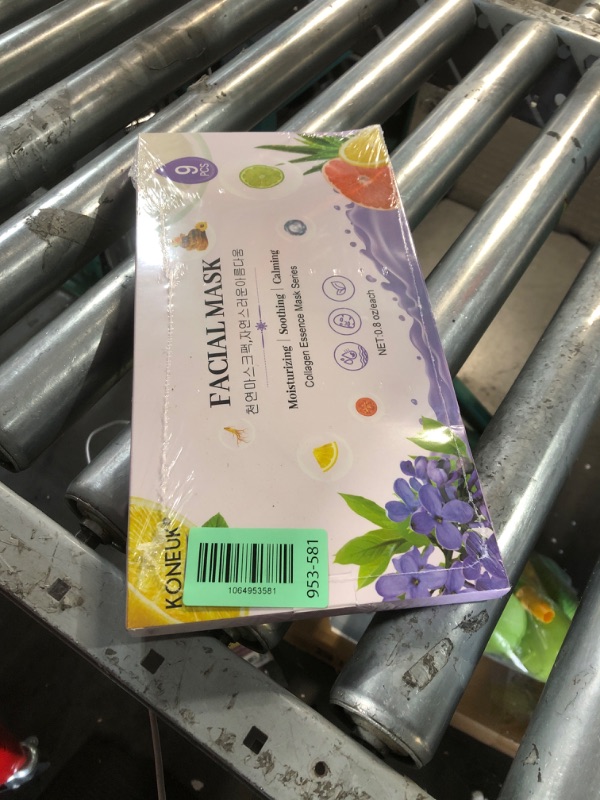 9
PCS
FACIAL MASK
천연마스크팩,자연스러운아름다움
Moisturizing | Soothing | Calming
Collagen Essence Mask Series
NET:0.8 oz/each
KONEUK
1064953581
953-581